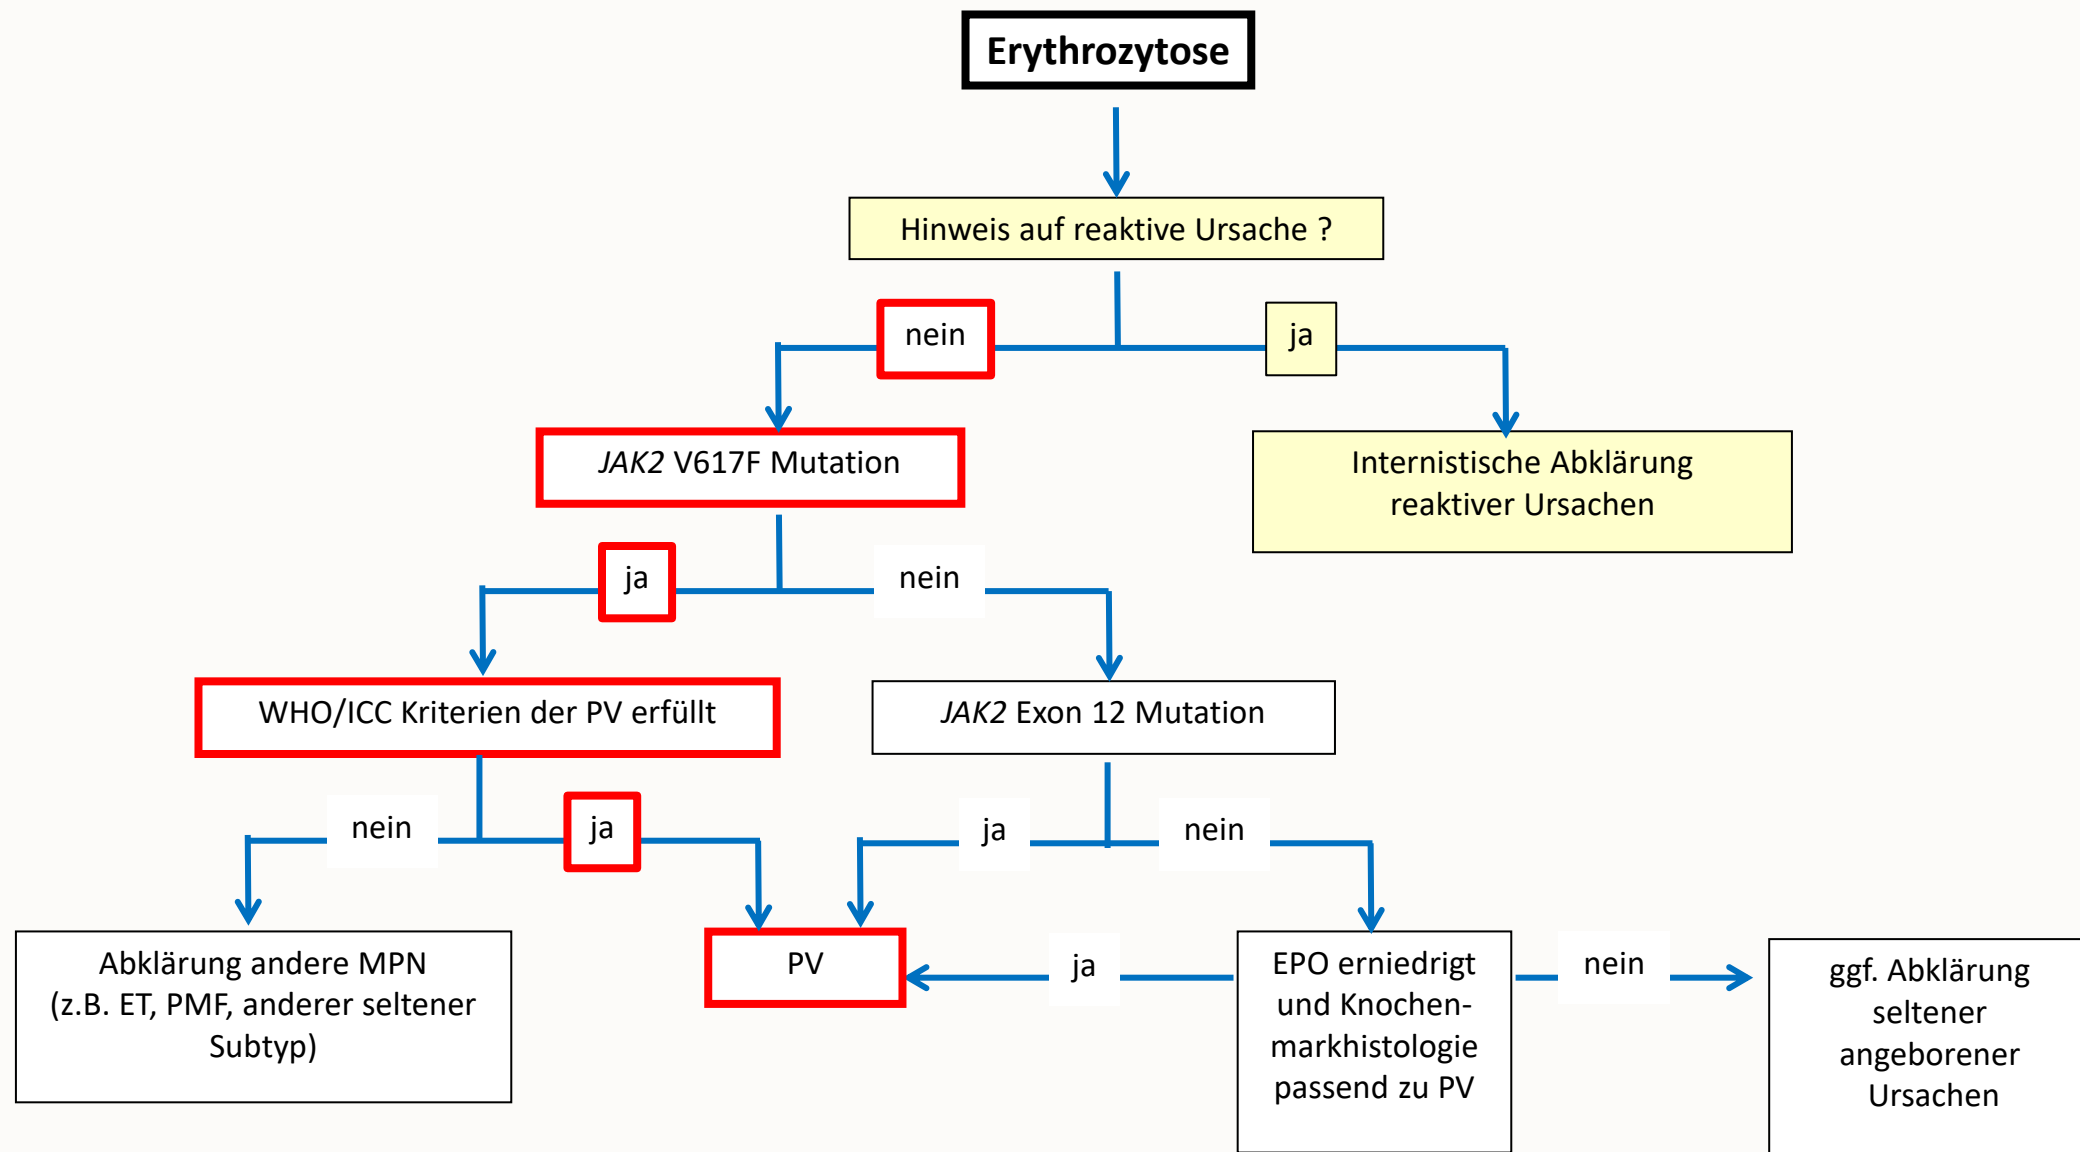 Erythrozytose
Hinweis auf reaktive Ursache ?
nein
ja
JAK2 V617F Mutation
Internistische Abklärung
reaktiver Ursachen
ja
nein
WHO/ICC Kriterien der PV erfüllt
JAK2 Exon 12 Mutation
nein
ja
ja
nein
Abklärung andere MPN
(z.B. ET, PMF, anderer seltener
Subtyp)
PV
ja
EPO erniedrigt
und Knochen-
markhistologie
passend zu PV
nein
ggf. Abklärung
seltener
angeborener
Ursachen